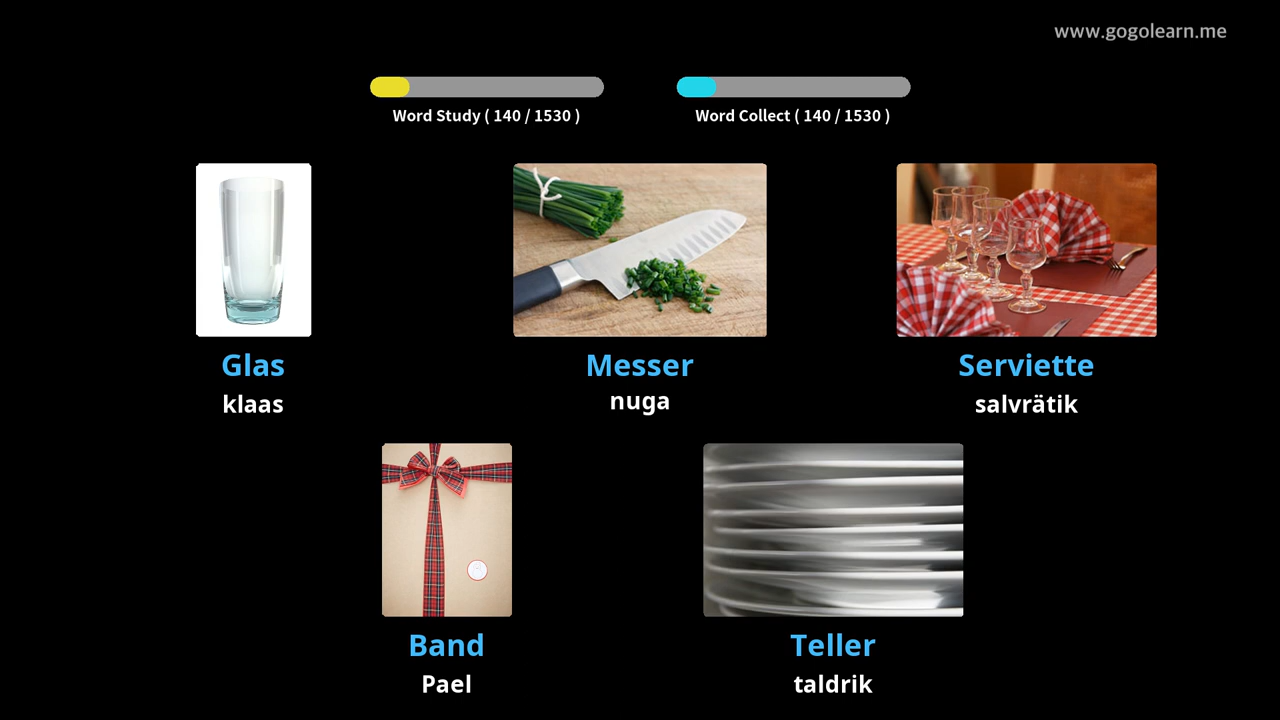 www.gogolearn.me
Word Study ( 140 / 1530 )
Word Collect ( 140 / 1530 )
Glas
klaas
Messer
nuga
Serviette
salvrätik
Band
Pael
Teller
taldrik